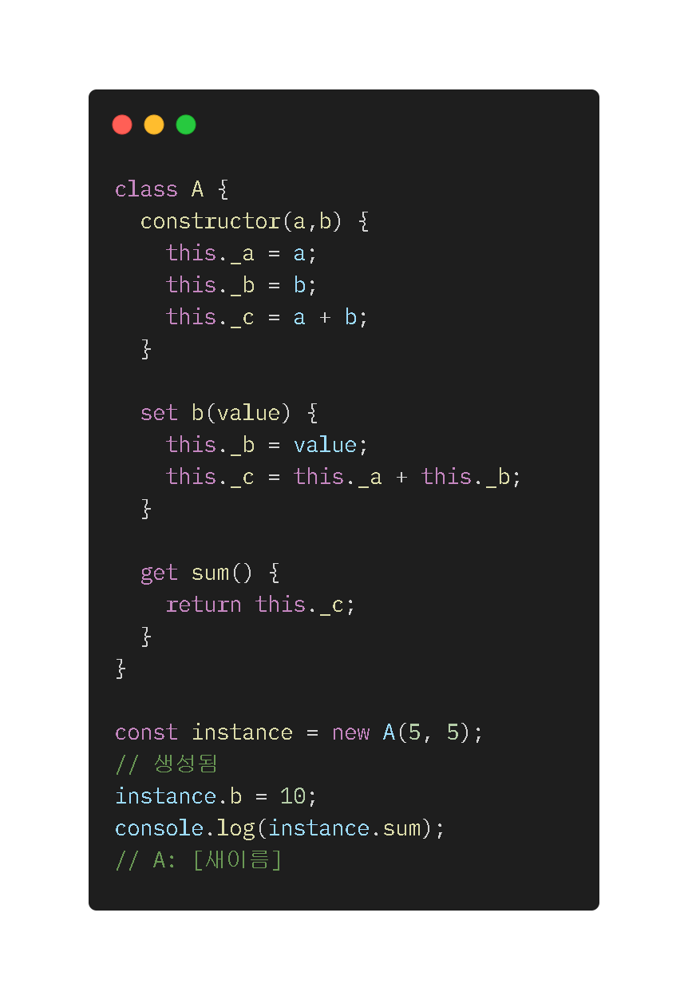 class A {
  constructor(a,b) {
    this._a = a;
    this._b = b;
    this._c = a + b;
  }
  set b(value) {
    this._b = value;
    this._c = this._a + this._b;
  }
  get sum() {
    return this._c;
  }
}
const instance = new A(5, 5);
// 생성됨
instance.b = 10;
console.log(instance.sum);
// A: [새이름]